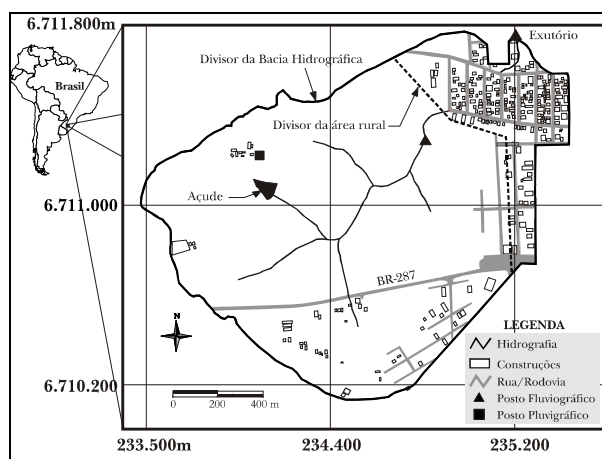 6.711.800m
Exutório
Divisor da Bacia Hidrográfica
Brasil
Divisor da área rural
Açude
6.711.000
BR-287
N
LEGENDA
Hidrografia
Construções
Rua/Rodovia
Posto Fluviográfico
Posto Pluvigráfico
0 200 400 m
6.710.200
233.500m 234.400 235.200